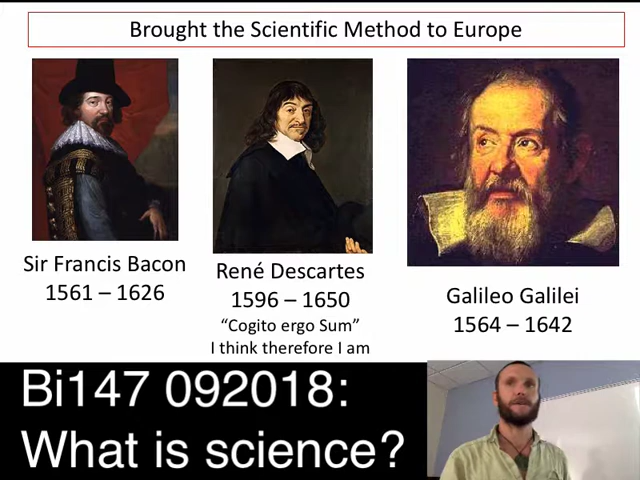 Brought the Scientific Method to Europe
Sir Francis Bacon
1561 – 1626
René Descartes
1596 – 1650
“Cogito ergo Sum”
I think therefore I am
Galileo Galilei
1564 – 1642
Bi147 092018:
What is science?